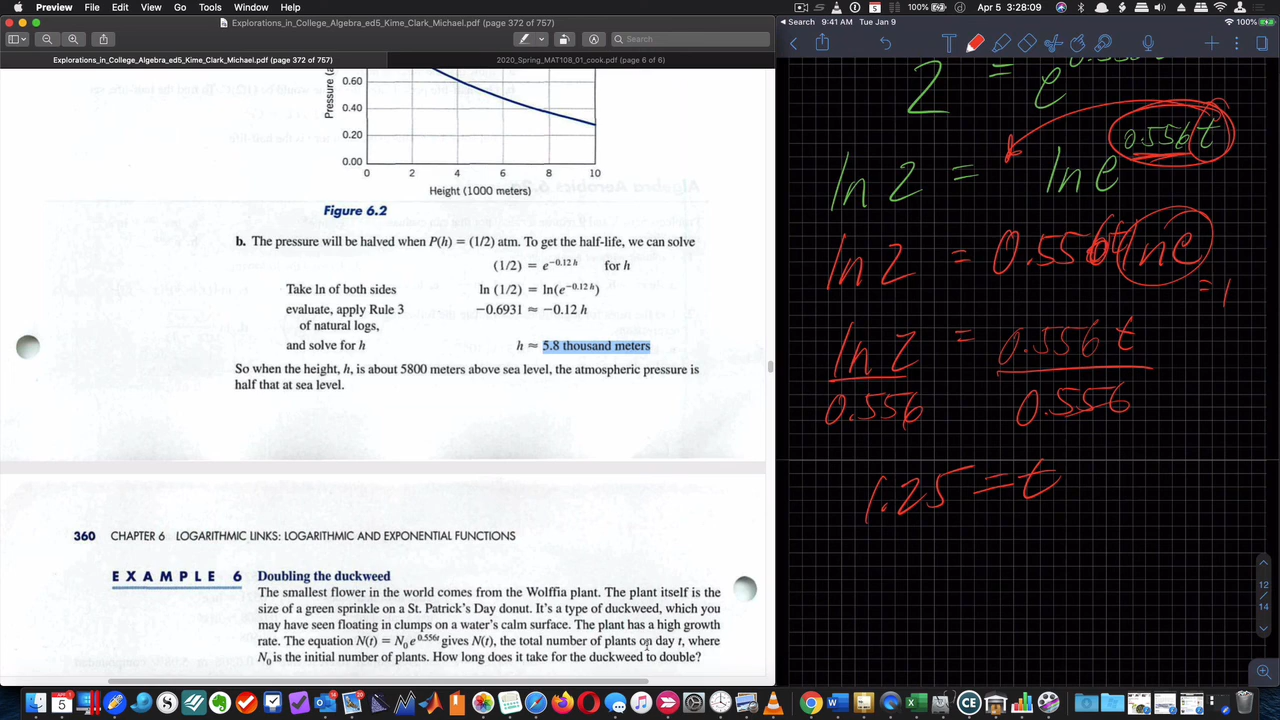 Preview File Edit View Go Tools Window Help
100% Apr 5 3:28:09
Explorations_in_College_Algebra_ed5_Kime_Clark_Michael.pdf (page 372 of 757)
Search
Explorations_in_College_Algebra_ed5_Kime_Clark_Michael.pdf (page 372 of 757)
2020_Spring_MAT108_01_cook.pdf (page 6 of 6)
Pressure
0.60
0.40
0.20
0.00
0 2 4 6 8 10
Height (1000 meters)
Figure 6.2
b. The pressure will be halved when P(h) = (1/2) atm. To get the half-life, we can solve
(1/2) = e^−0.12 h for h
Take ln of both sides ln (1/2) = ln(e^−0.12 h)
evaluate, apply Rule 3 −0.6931 ≈ −0.12 h
of natural logs,
and solve for h h ≈ 5.8 thousand meters
So when the height, h, is about 5800 meters above sea level, the atmospheric pressure is
half that at sea level.
360 CHAPTER 6 LOGARITHMIC LINKS: LOGARITHMIC AND EXPONENTIAL FUNCTIONS
EXAMPLE 6 Doubling the duckweed
The smallest flower in the world comes from the Wolffia plant. The plant itself is the
size of a green sprinkle on a St. Patrick's Day donut. It's a type of duckweed, which you
may have seen floating in clumps on a water's calm surface. The plant has a high growth
rate. The equation N(t) = N₀e^0.556t gives N(t), the total number of plants on day t, where
N₀ is the initial number of plants. How long does it take for the duckweed to double?
Search 9:41 AM Tue Jan 9
100%
2 = e
ln 2 = ln e^0.556t
ln 2 = 0.556t ln e
= 1
ln 2 = 0.556 t
0.556 0.556
1.25 = t
12
14